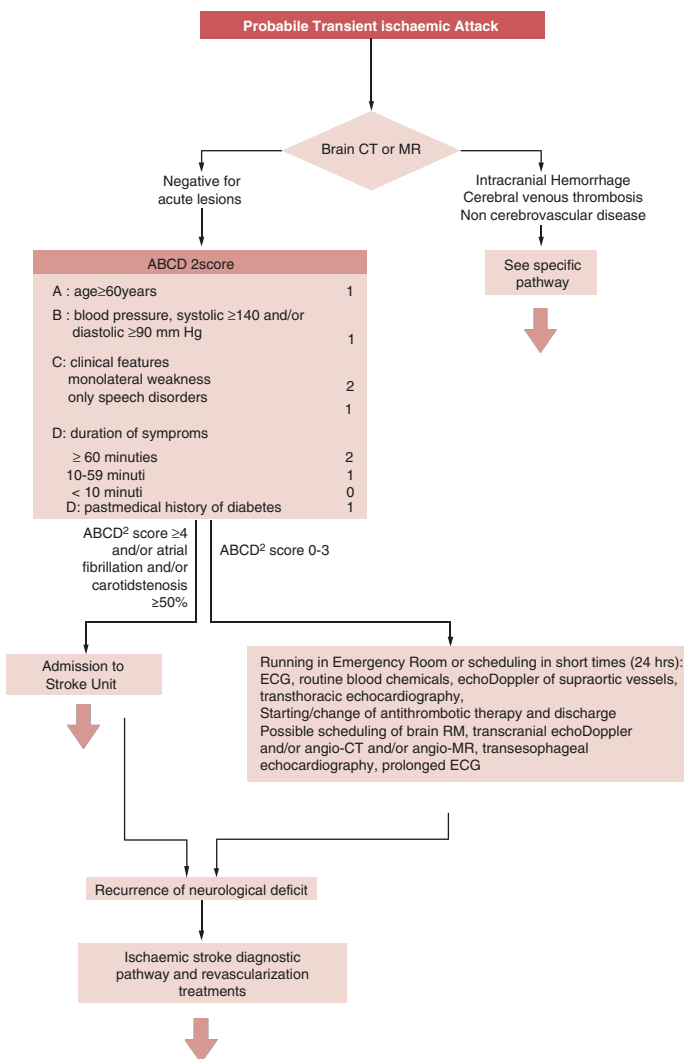 Probabile Transient ischaemic Attack
Brain CT or MR
Negative for
acute lesions
Intracranial Hemorrhage
Cerebral venous thrombosis
Non cerebrovascular disease
See specific
pathway
ABCD 2score
A : age≥60years 1
B : blood pressure, systolic ≥140 and/or
diastolic ≥90 mm Hg
1
C: clinical features
monolateral weakness 2
only speech disorders
1
D: duration of symproms
≥ 60 minuties 2
10-59 minuti 1
< 10 minuti 0
D: pastmedical history of diabetes 1
ABCD² score ≥4
and/or atrial
fibrillation and/or
carotidstenosis
≥50%
ABCD² score 0-3
Admission to
Stroke Unit
Running in Emergency Room or scheduling in short times (24 hrs):
ECG, routine blood chemicals, echoDoppler of supraortic vessels,
transthoracic echocardiography,
Starting/change of antithrombotic therapy and discharge
Possible scheduling of brain RM, transcranial echoDoppler
and/or angio-CT and/or angio-MR, transesophageal
echocardiography, prolonged ECG
Recurrence of neurological deficit
Ischaemic stroke diagnostic
pathway and revascularization
treatments